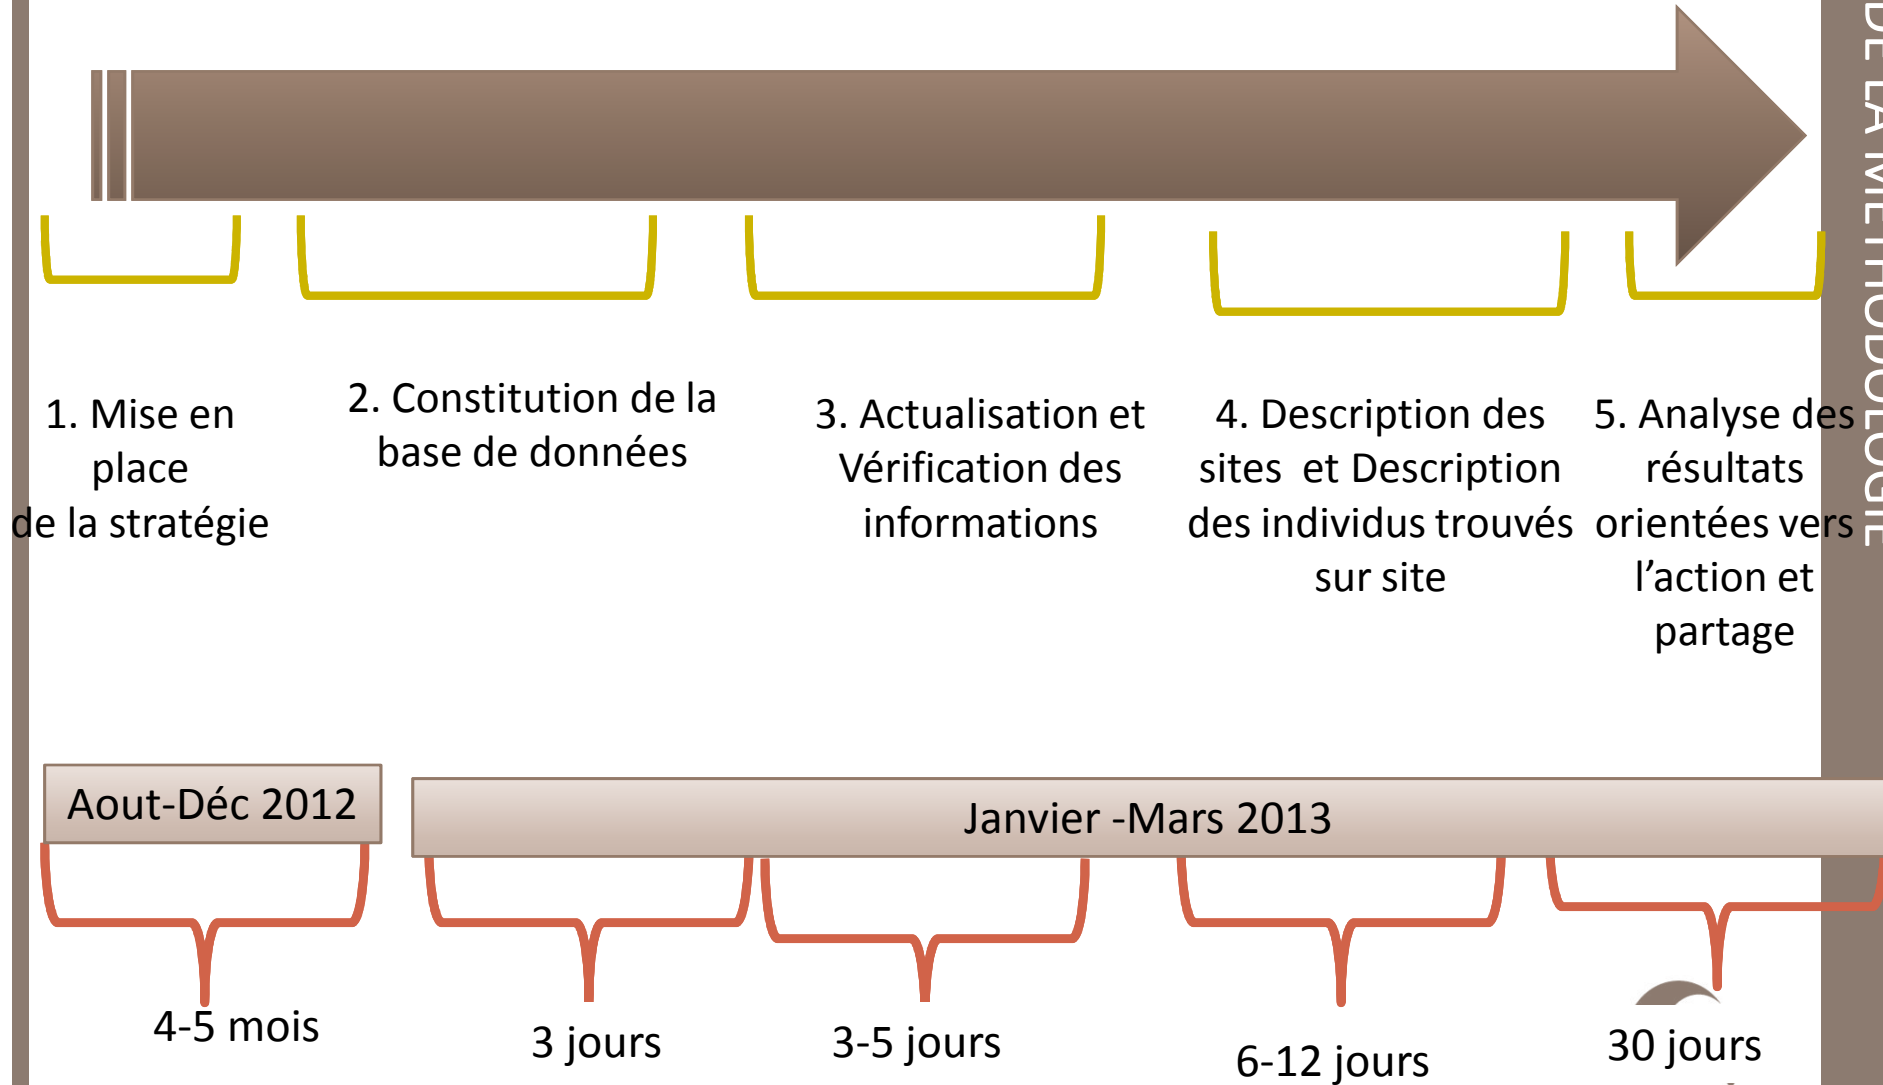 DE LA METHODOLOGIE
1. Mise en
place
de la stratégie
2. Constitution de la
base de données
3. Actualisation et
Vérification des
informations
4. Description des
sites et Description
des individus trouvés
sur site
5. Analyse des
résultats
orientées vers
l'action et
partage
Aout-Déc 2012
Janvier -Mars 2013
4-5 mois
3 jours
3-5 jours
6-12 jours
30 jours